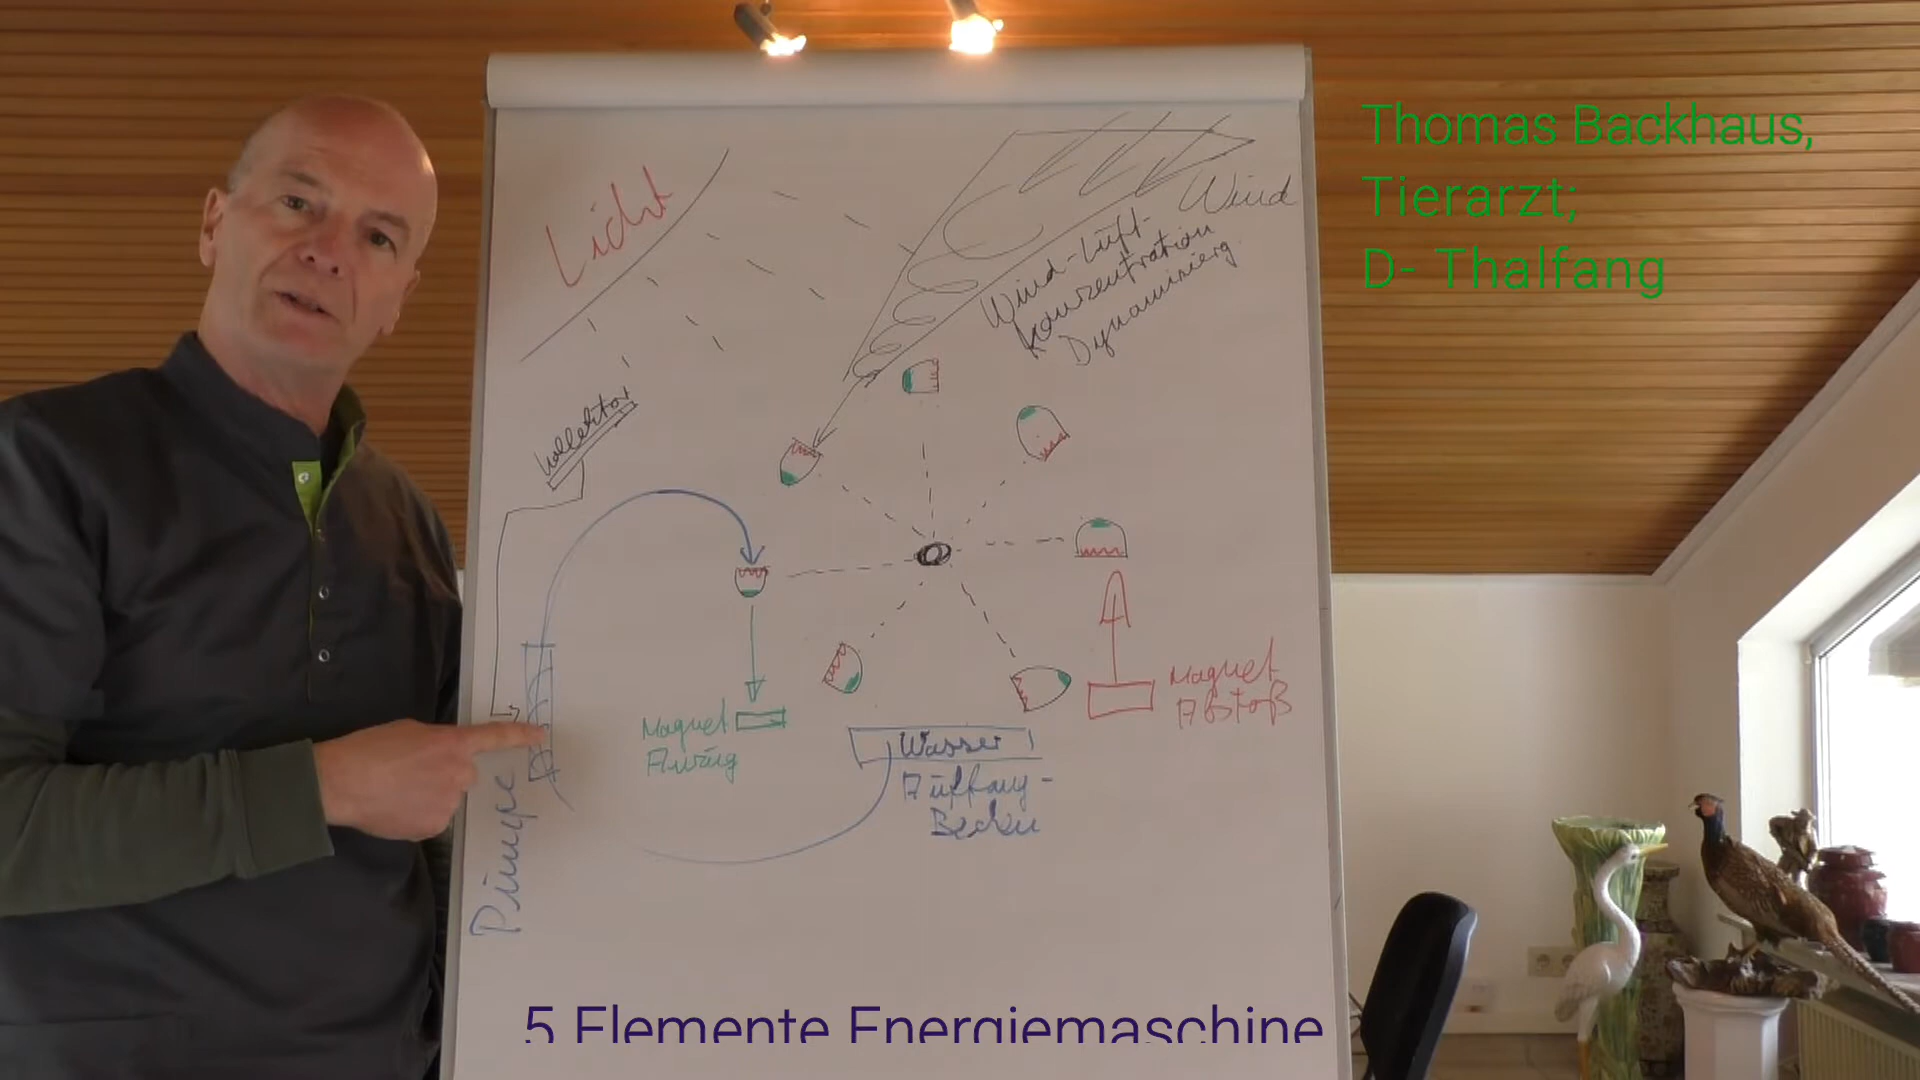 Thomas Backhaus,
Tierarzt;
D- Thalfang
Licht
Wind
Wind-Luft-
Konzentration
Dynamisierg
Kollektor
Magnet
Anzug
Wasser
Auffang-
Becken
Magnet
Abstoß
Pumpe
5 Elemente Energiemaschine